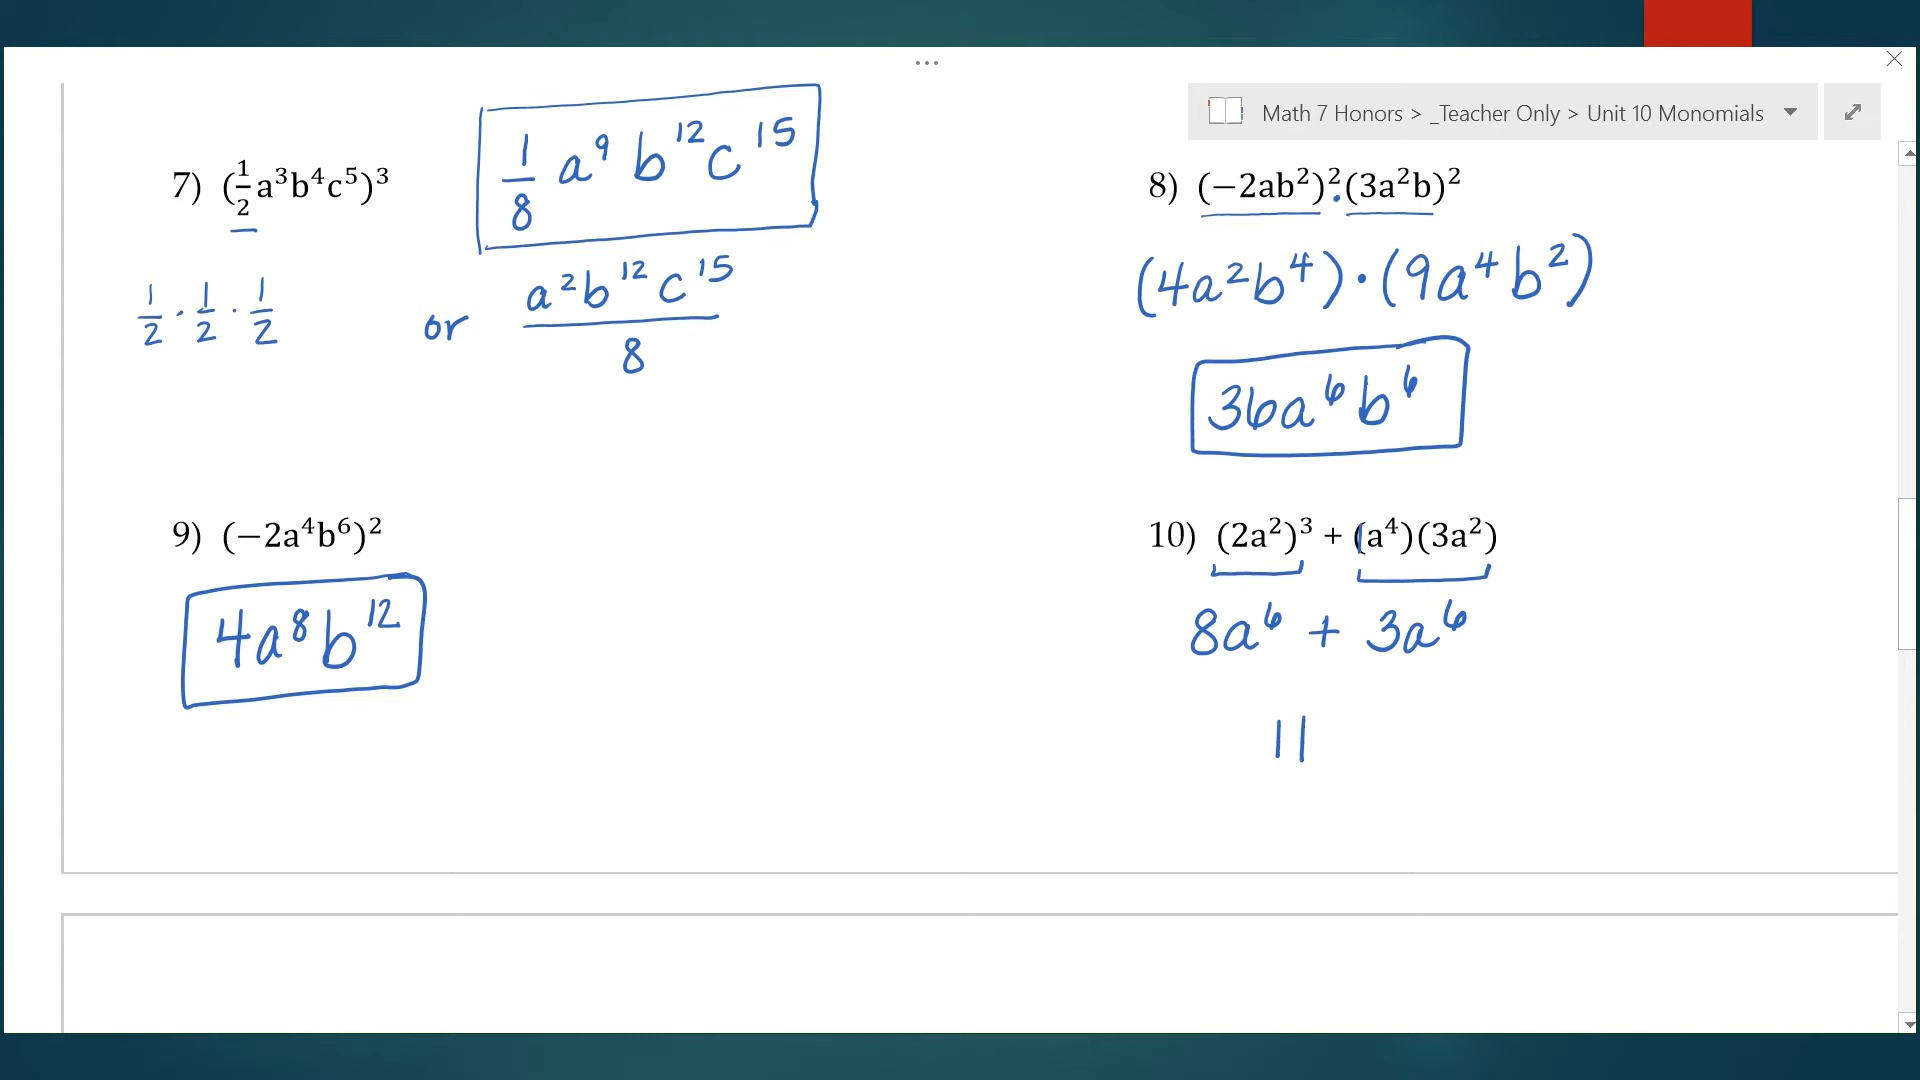 Math 7 Honors > _Teacher Only > Unit 10 Monomials
7) (1/2 a³b⁴c⁵)³
1/8 a⁹ b¹² c¹⁵
1/2 · 1/2 · 1/2
or a²b¹²c¹⁵/8
8) (−2ab²)²·(3a²b)²
(4a²b⁴)·(9a⁴b²)
36a⁶b⁶
9) (−2a⁴b⁶)²
4a⁸b¹²
10) (2a²)³ + (a⁴)(3a²)
8a⁶ + 3a⁶
11